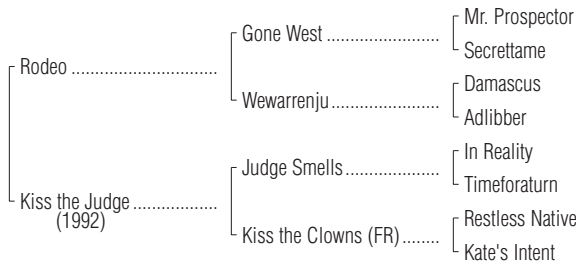 Mr. Prospector
Gone West
Secrettame
Rodeo
Damascus
Wewarrenju
Adlibber
In Reality
Judge Smells
Timeforaturn
Kiss the Judge
(1992)
Restless Native
Kiss the Clowns (FR)
Kate's Intent